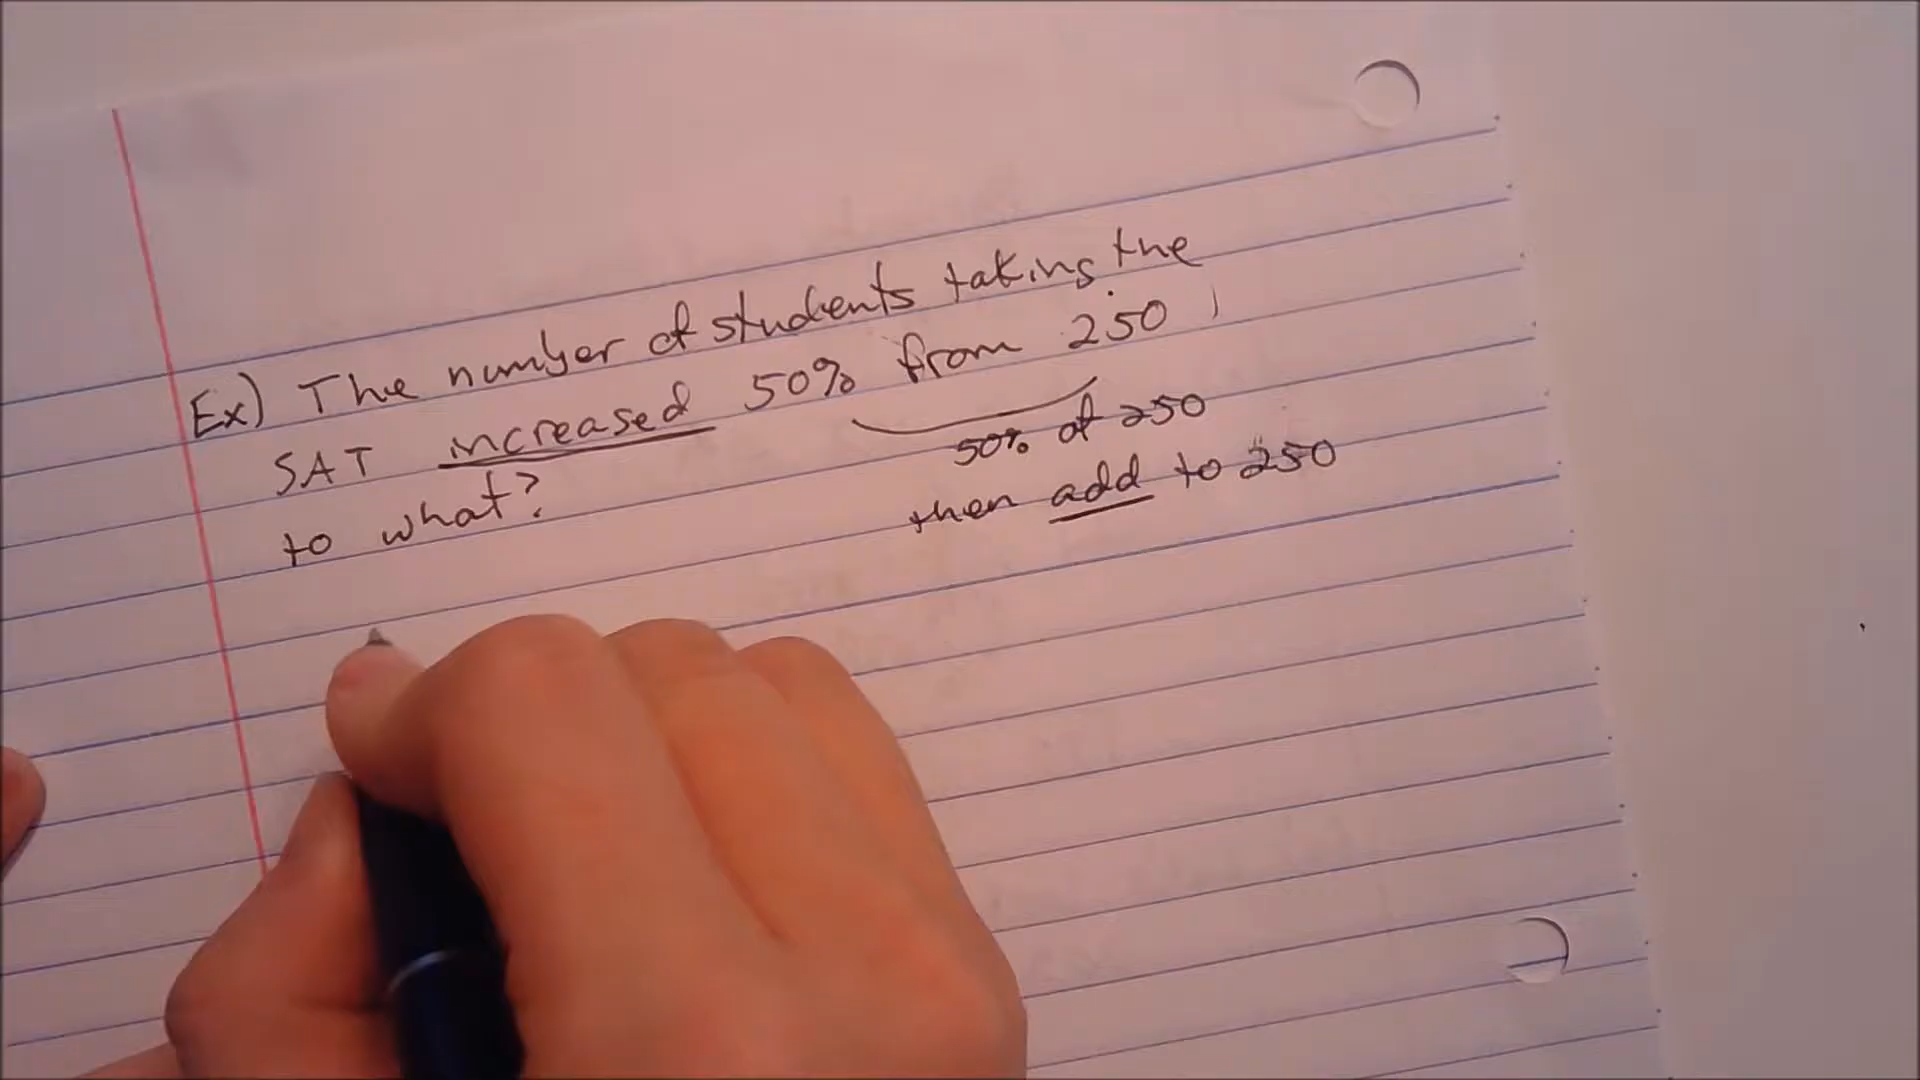 Ex) The number of students taking the
SAT increased 50% from 250
to what?
50% of 250
then add to 250